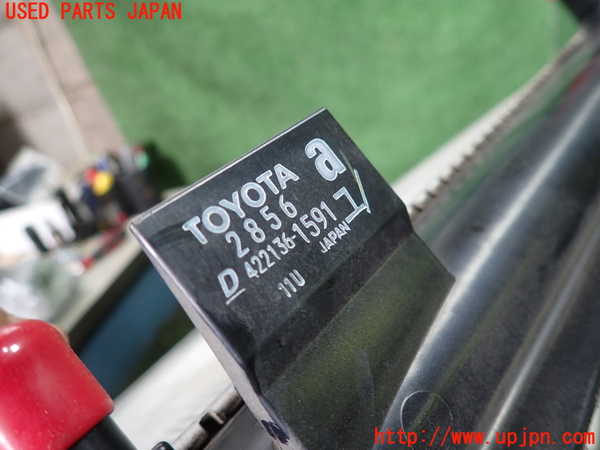 USED PARTS JAPAN
a
TOYOTA
2856
D 422136-1591
11U JAPAN
http://www.upjpn.com